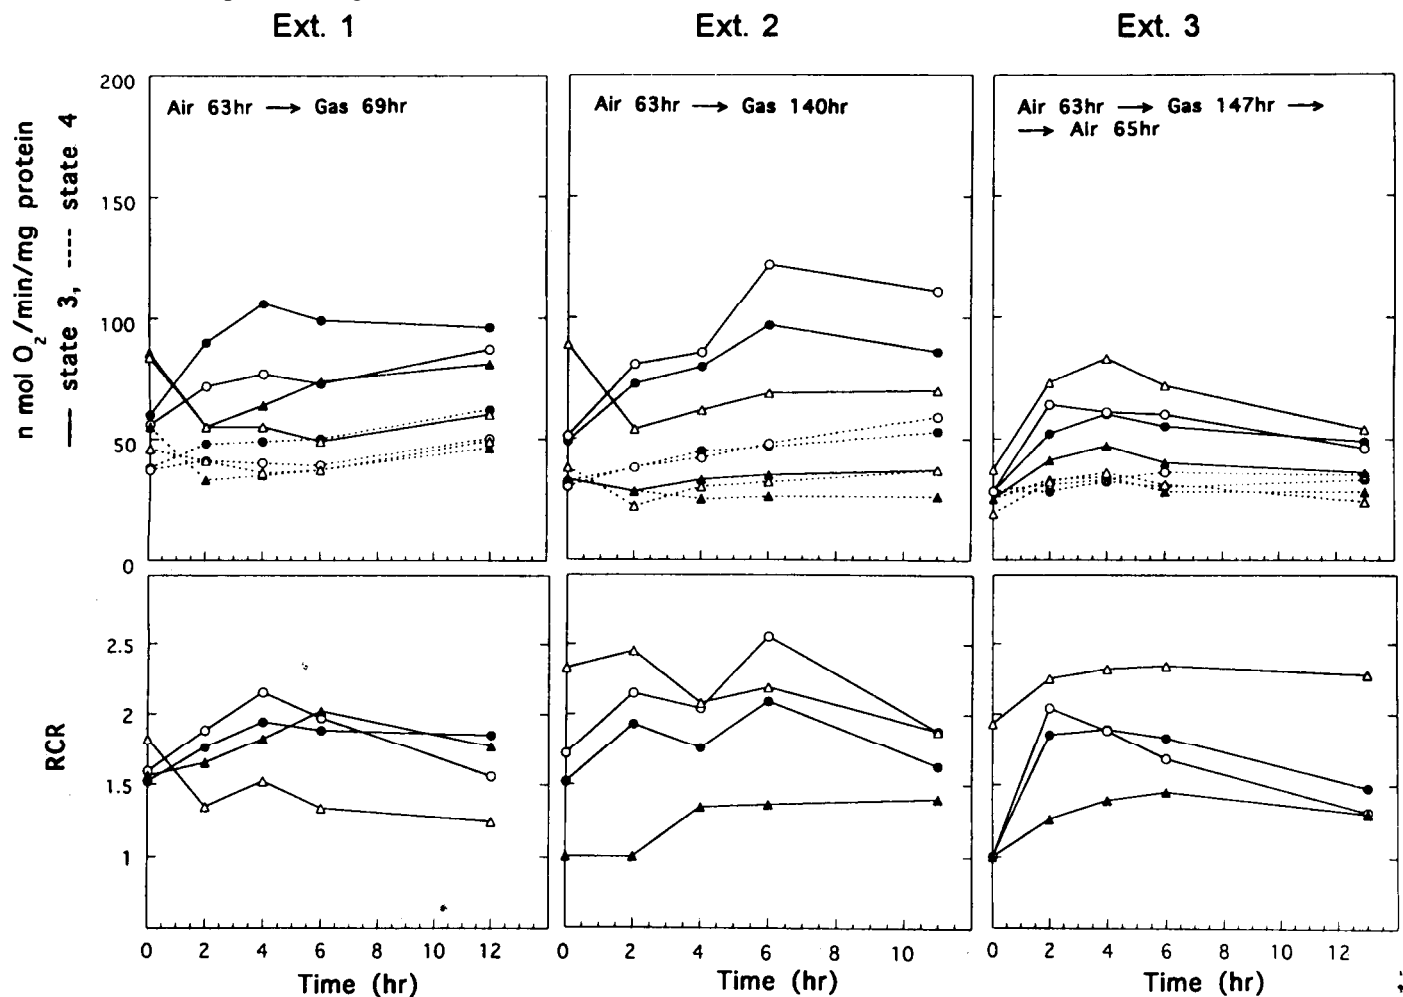 Ext. 1
Ext. 2
Ext. 3
n mol O2/min/mg protein
— state 3, ---- state 4
200
150
100
50
0
Air 63hr → Gas 69hr
Air 63hr → Gas 140hr
Air 63hr → Gas 147hr →
→ Air 65hr
RCR
2.5
2
1.5
1
0 2 4 6 8 10 12
0 2 4 6 8 10
0 2 4 6 8 10 12
Time (hr)
Time (hr)
Time (hr)